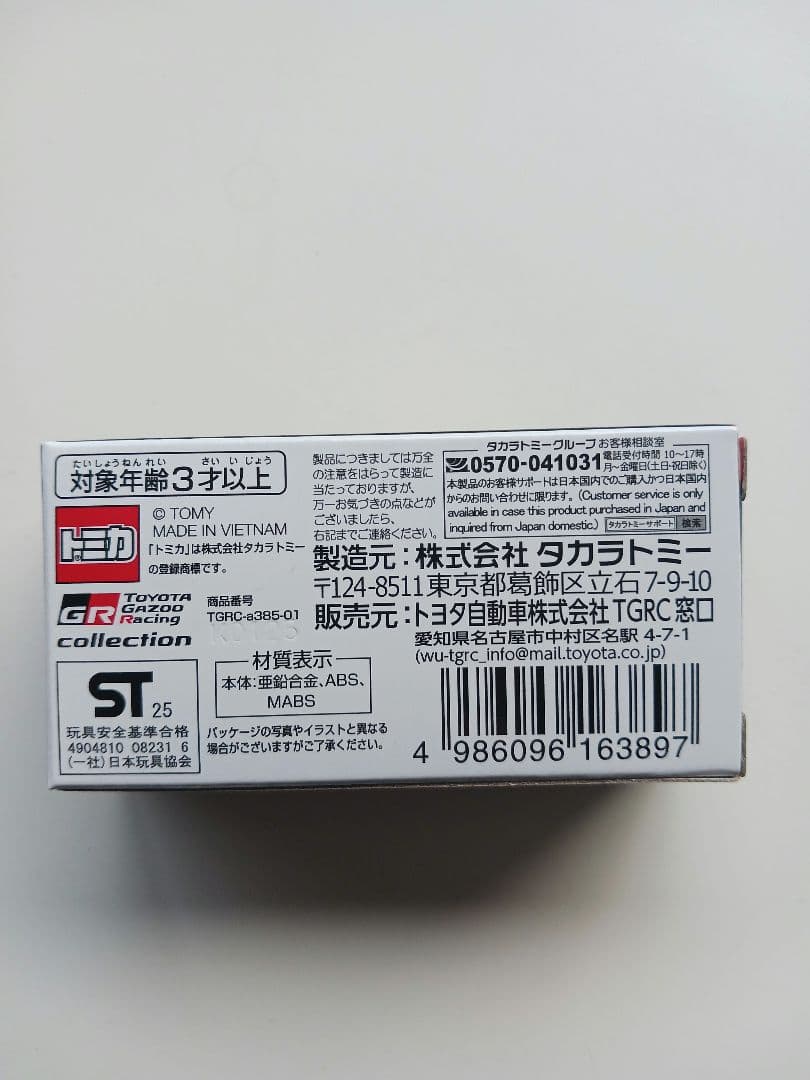 たいしょうねんれい さい いじょう
対象年齢3才以上
トミカ
© TOMY
MADE IN VIETNAM
「トミカ」は株式会社タカラトミー
の登録商標です。
GR TOYOTA
GAZOO
Racing
collection
商品番号
TGRC-a385-01
ST 25
玩具安全基準合格
4904810 08231 6
(一社)日本玩具協会
材質表示
本体:亜鉛合金、ABS、
MABS
パッケージの写真やイラストと異なる
場合がございますがご了承ください。
製品につきましては万全
の注意をはらって製造に
当たっておりますが、
万一お気づきの点などが
ございましたら、
右記までご連絡ください。
タカラトミーグループお客様相談室
0570-041031
電話受付時間 10〜17時
月〜金曜日(土日・祝日除く)
本製品のお客様サポートは日本国内でのご購入かつ日本国内
からのお問い合わせに限ります。(Customer service is only
available in case this product purchased in Japan and
inquired from Japan domestic.) タカラトミーサポート 検索
製造元:株式会社 タカラトミー
〒124-8511東京都葛飾区立石7-9-10
販売元:トヨタ自動車株式会社 TGRC窓口
愛知県名古屋市中村区名駅 4-7-1
(wu-tgrc_info@mail.toyota.co.jp)
4 986096 163897